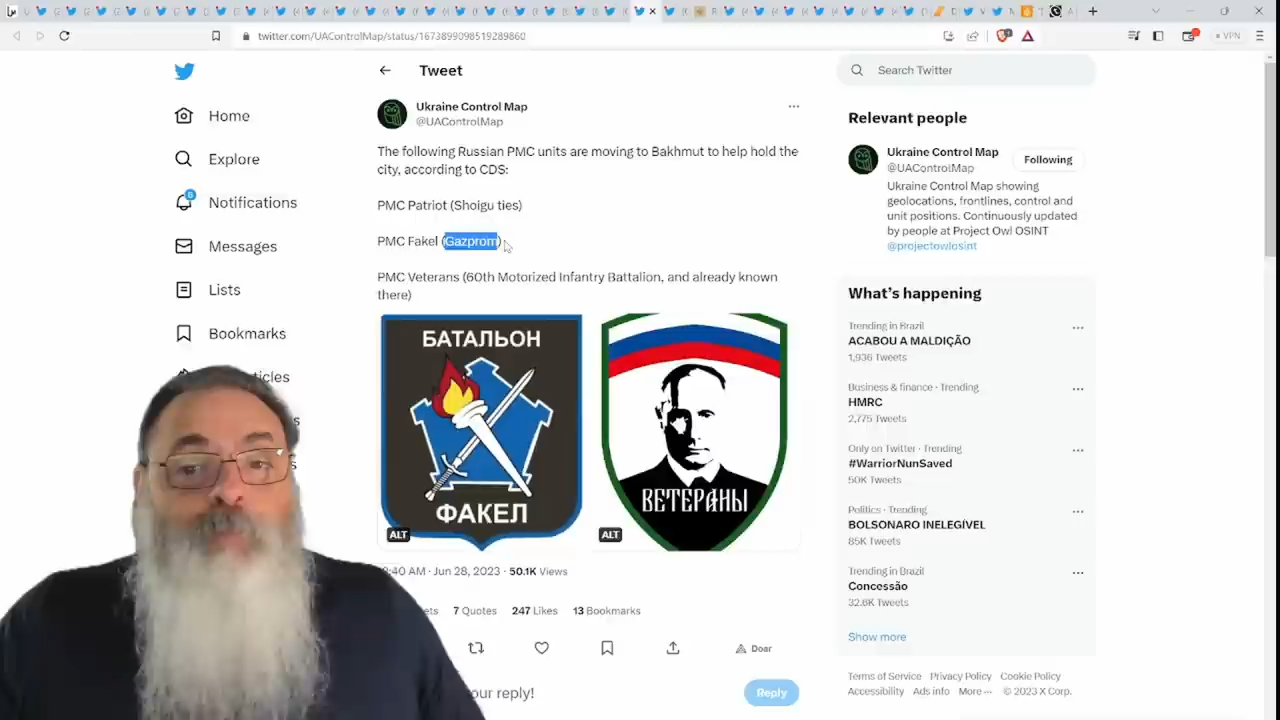 twitter.com/UAControlMap/status/1673899098519289860
VPN
Home
Explore
8
Notifications
Messages
Lists
Bookmarks
Tweet
Ukraine Control Map
@UAControlMap
The following Russian PMC units are moving to Bakhmut to help hold the
city, according to CDS:
PMC Patriot (Shoigu ties)
PMC Fakel (Gazprom)
PMC Veterans (60th Motorized Infantry Battalion, and already known
there)
БАТАЛЬОН
ФАКЕЛ
ALT
ВЕТЕРАНЫ
ALT
:40 AM · Jun 28, 2023 · 50.1K Views
7 Quotes 247 Likes 13 Bookmarks
Doar
our reply!
Reply
Search Twitter
Relevant people
Ukraine Control Map
@UAControlMap
Following
Ukraine Control Map showing
geolocations, frontlines, control and
unit positions. Continuously updated
by people at Project Owl OSINT
@projectowlosint
What's happening
Trending in Brazil
ACABOU A MALDIÇÃO
1,936 Tweets
Business & finance · Trending
HMRC
2,775 Tweets
Only on Twitter · Trending
#WarriorNunSaved
50K Tweets
Politics · Trending
BOLSONARO INELEGÍVEL
85K Tweets
Trending in Brazil
Concessão
32.6K Tweets
Show more
Terms of Service Privacy Policy Cookie Policy
Accessibility Ads info More ··· © 2023 X Corp.